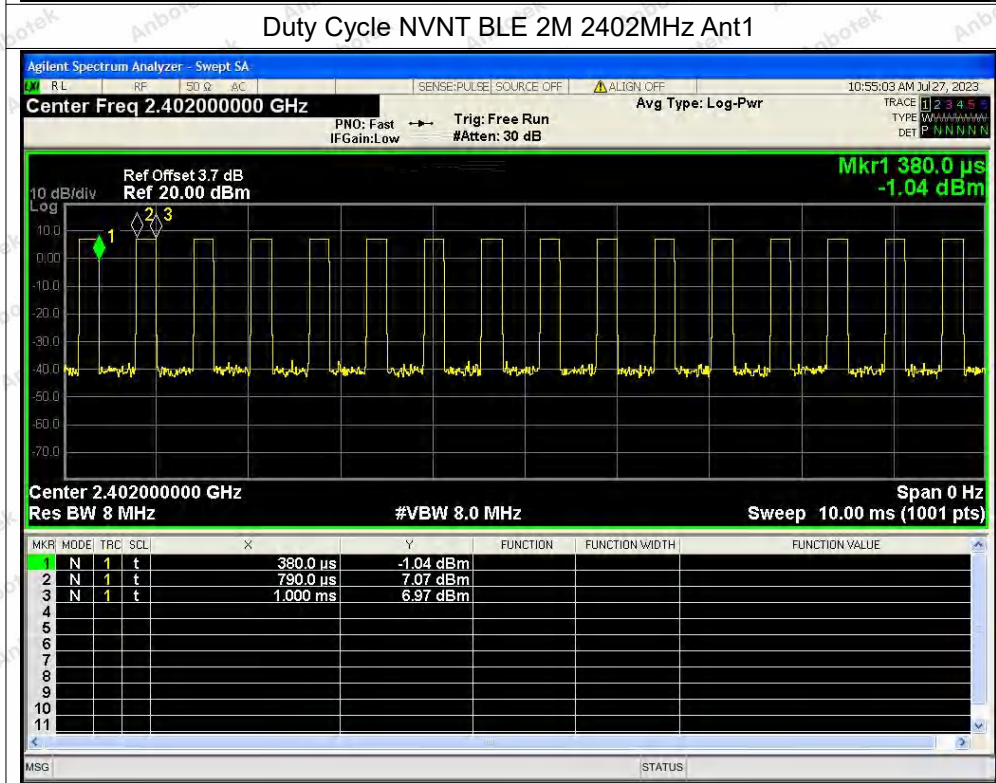 Duty Cycle NVNT BLE 2M 2402MHz Ant1
Agilent Spectrum Analyzer - Swept SA
LXI RL RF 50 Ω AC SENSE:PULSE SOURCE OFF ALIGN OFF 10:55:03 AM Jul 27, 2023
Center Freq 2.402000000 GHz Avg Type: Log-Pwr TRACE 1 2 3 4 5 6
PNO: Fast Trig: Free Run TYPE W
IFGain:Low #Atten: 30 dB DET P N N N N N
Mkr1 380.0 µs
Ref Offset 3.7 dB
10 dB/div Ref 20.00 dBm -1.04 dBm
Log
2 3
10.0
1
0.00
-10.0
-20.0
-30.0
-40.0
-50.0
-60.0
-70.0
Center 2.402000000 GHz Span 0 Hz
Res BW 8 MHz #VBW 8.0 MHz Sweep 10.00 ms (1001 pts)
MKR MODE TRC SCL X Y FUNCTION FUNCTION WIDTH FUNCTION VALUE
1 N 1 t 380.0 µs -1.04 dBm
2 N 1 t 790.0 µs 7.07 dBm
3 N 1 t 1.000 ms 6.97 dBm
4
5
6
7
8
9
10
11
MSG STATUS